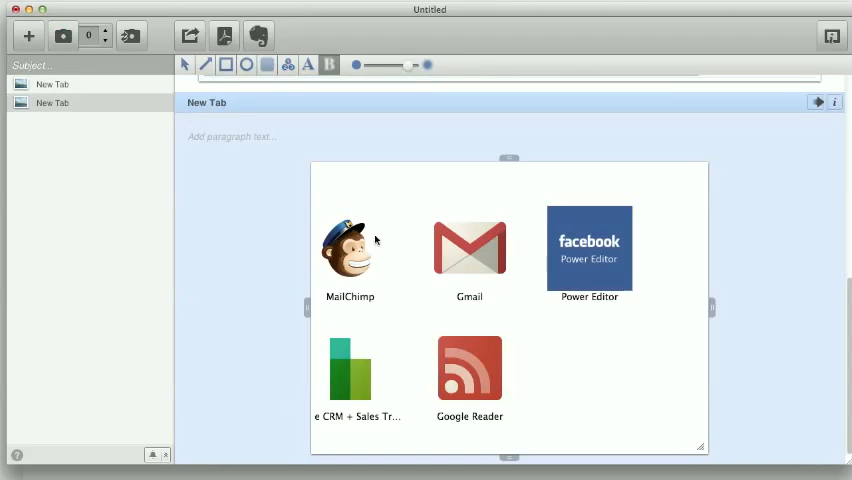 Untitled
0
A
B
Subject...
New Tab
New Tab
New Tab
i
Add paragraph text...
facebook
Power Editor
MailChimp
Gmail
Power Editor
e CRM + Sales Tr...
Google Reader
?